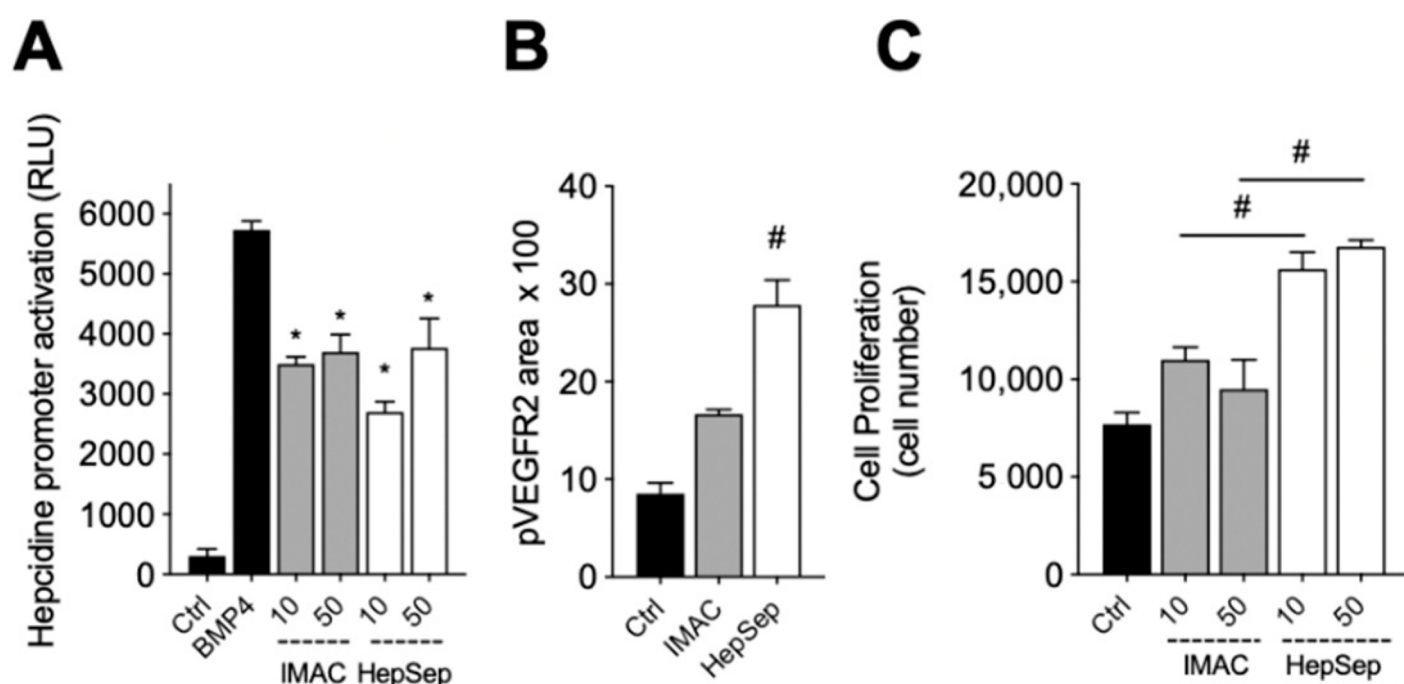 A
B
C
Hepcidine promoter activation (RLU)
6000
5000
4000
3000
2000
1000
0
* * * *
Ctrl
BMP4
10
50
10
50
IMAC HepSep
pVEGFR2 area x 100
40
30
20
10
0
#
Ctrl
IMAC
HepSep
Cell Proliferation
(cell number)
20,000
15,000
10,000
5 000
0
#
#
Ctrl
10
50
10
50
IMAC HepSep